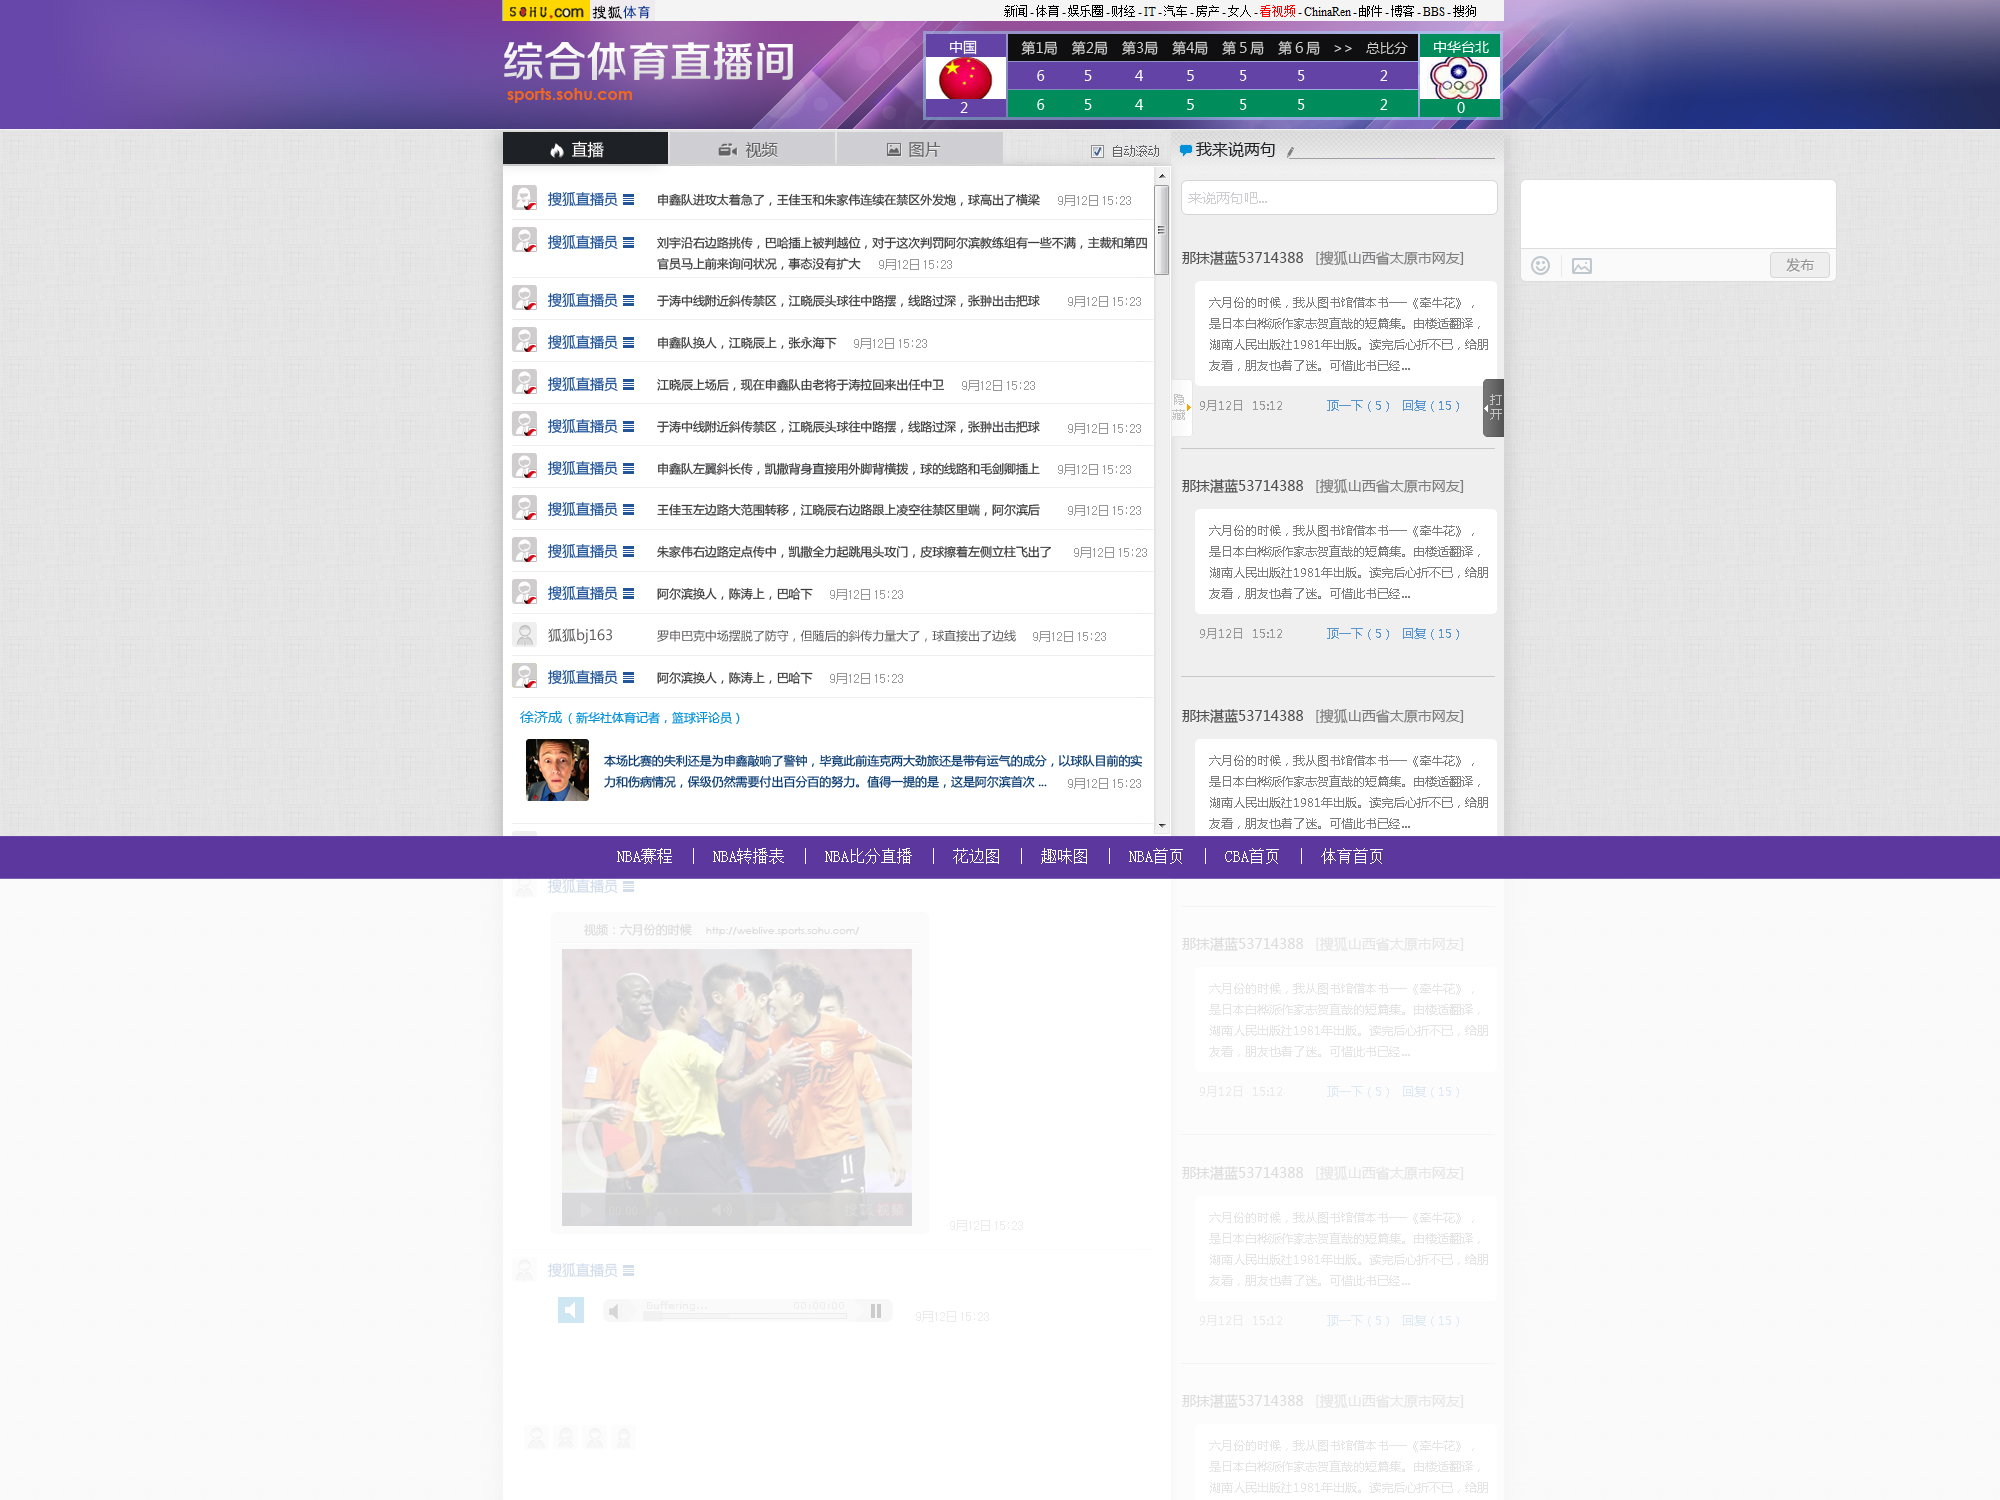 SOHU.com 搜狐体育
新闻 - 体育 - 娱乐圈 - 财经 - IT - 汽车 - 房产 - 女人 - 看视频 - ChinaRen - 邮件 - 博客 - BBS - 搜狗
综合体育直播间
sports.sohu.com
中国 第1局 第2局 第3局 第4局 第５局 第６局 >> 总比分 中华台北
6 5 4 5 5 5 2
6 5 4 5 5 5 2
2 0
直播 视频 图片 自动滚动
搜狐直播员 申鑫队进攻太着急了，王佳玉和朱家伟连续在禁区外发炮，球高出了横梁 9月12日 15:23
搜狐直播员 刘宇沿右边路挑传，巴哈插上被判越位，对于这次判罚阿尔滨教练组有一些不满，主裁和第四
官员马上前来询问状况，事态没有扩大 9月12日 15:23
搜狐直播员 于涛中线附近斜传禁区，江晓辰头球往中路摆，线路过深，张翀出击把球 9月12日 15:23
搜狐直播员 申鑫队换人，江晓辰上，张永海下 9月12日 15:23
搜狐直播员 江晓辰上场后，现在申鑫队由老将于涛拉回来出任中卫 9月12日 15:23
搜狐直播员 于涛中线附近斜传禁区，江晓辰头球往中路摆，线路过深，张翀出击把球 9月12日 15:23
搜狐直播员 申鑫队左翼斜长传，凯撒背身直接用外脚背横拨，球的线路和毛剑卿插上 9月12日 15:23
搜狐直播员 王佳玉左边路大范围转移，江晓辰右边路跟上凌空往禁区里端，阿尔滨后 9月12日 15:23
搜狐直播员 朱家伟右边路定点传中，凯撒全力起跳甩头攻门，皮球擦着左侧立柱飞出了 9月12日 15:23
搜狐直播员 阿尔滨换人，陈涛上，巴哈下 9月12日 15:23
狐狐bj163 罗申巴克中场摆脱了防守，但随后的斜传力量大了，球直接出了边线 9月12日 15:23
搜狐直播员 阿尔滨换人，陈涛上，巴哈下 9月12日 15:23
徐济成（新华社体育记者，篮球评论员）
本场比赛的失利还是为申鑫敲响了警钟，毕竟此前连克两大劲旅还是带有运气的成分，以球队目前的实
力和伤病情况，保级仍然需要付出百分百的努力。值得一提的是，这是阿尔滨首次 ... 9月12日 15:23
我来说两句
来说两句吧...
发布
那抹湛蓝53714388 [搜狐山西省太原市网友]
六月份的时候，我从图书馆借本书——《牵牛花》，
是日本白桦派作家志贺直哉的短篇集。由楼适翻译，
湖南人民出版社1981年出版。读完后心折不已，给朋
友看，朋友也着了迷。可惜此书已经...
隐藏
打开
9月12日 15:12 顶一下（5） 回复（15）
那抹湛蓝53714388 [搜狐山西省太原市网友]
六月份的时候，我从图书馆借本书——《牵牛花》，
是日本白桦派作家志贺直哉的短篇集。由楼适翻译，
湖南人民出版社1981年出版。读完后心折不已，给朋
友看，朋友也着了迷。可惜此书已经...
9月12日 15:12 顶一下（5） 回复（15）
那抹湛蓝53714388 [搜狐山西省太原市网友]
六月份的时候，我从图书馆借本书——《牵牛花》，
是日本白桦派作家志贺直哉的短篇集。由楼适翻译，
湖南人民出版社1981年出版。读完后心折不已，给朋
友看，朋友也着了迷。可惜此书已经...
NBA赛程 | NBA转播表 | NBA比分直播 | 花边图 | 趣味图 | NBA首页 | CBA首页 | 体育首页
搜狐直播员
视频：六月份的时候 http://weblive.sports.sohu.com/
00:00
搜狐 视频
11
9月12日 15:23
搜狐直播员
Buffering... 00:00:00
9月12日 15:23
那抹湛蓝53714388 [搜狐山西省太原市网友]
六月份的时候，我从图书馆借本书——《牵牛花》，
是日本白桦派作家志贺直哉的短篇集。由楼适翻译，
湖南人民出版社1981年出版。读完后心折不已，给朋
友看，朋友也着了迷。可惜此书已经...
9月12日 15:12 顶一下（5） 回复（15）
那抹湛蓝53714388 [搜狐山西省太原市网友]
六月份的时候，我从图书馆借本书——《牵牛花》，
是日本白桦派作家志贺直哉的短篇集。由楼适翻译，
湖南人民出版社1981年出版。读完后心折不已，给朋
友看，朋友也着了迷。可惜此书已经...
9月12日 15:12 顶一下（5） 回复（15）
那抹湛蓝53714388 [搜狐山西省太原市网友]
六月份的时候，我从图书馆借本书——《牵牛花》，
是日本白桦派作家志贺直哉的短篇集。由楼适翻译，
湖南人民出版社1981年出版。读完后心折不已，给朋